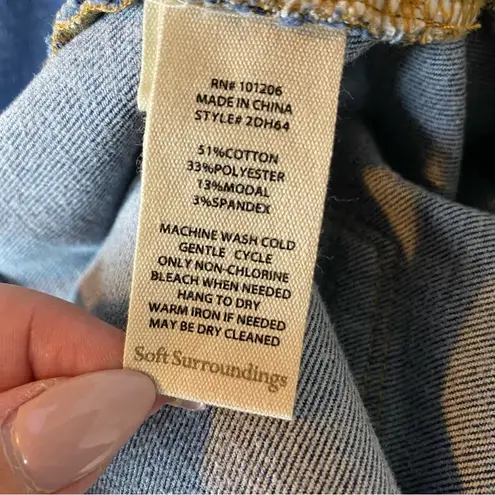 RN# 101206
MADE IN CHINA
STYLE# 2DH64
51%COTTON
33%POLYESTER
13%MODAL
3%SPANDEX
MACHINE WASH COLD
GENTLE CYCLE
ONLY NON-CHLORINE
BLEACH WHEN NEEDED
HANG TO DRY
WARM IRON IF NEEDED
MAY BE DRY CLEANED
Soft Surroundings